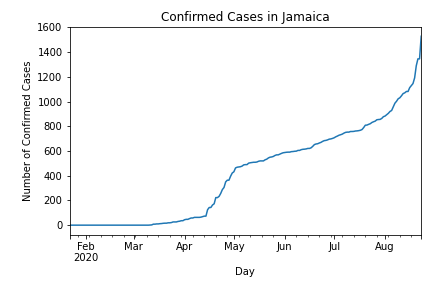 Confirmed Cases in Jamaica
1600
1400
1200
1000
800
600
400
200
0
Number of Confirmed Cases
Feb Mar Apr May Jun Jul Aug
2020
Day